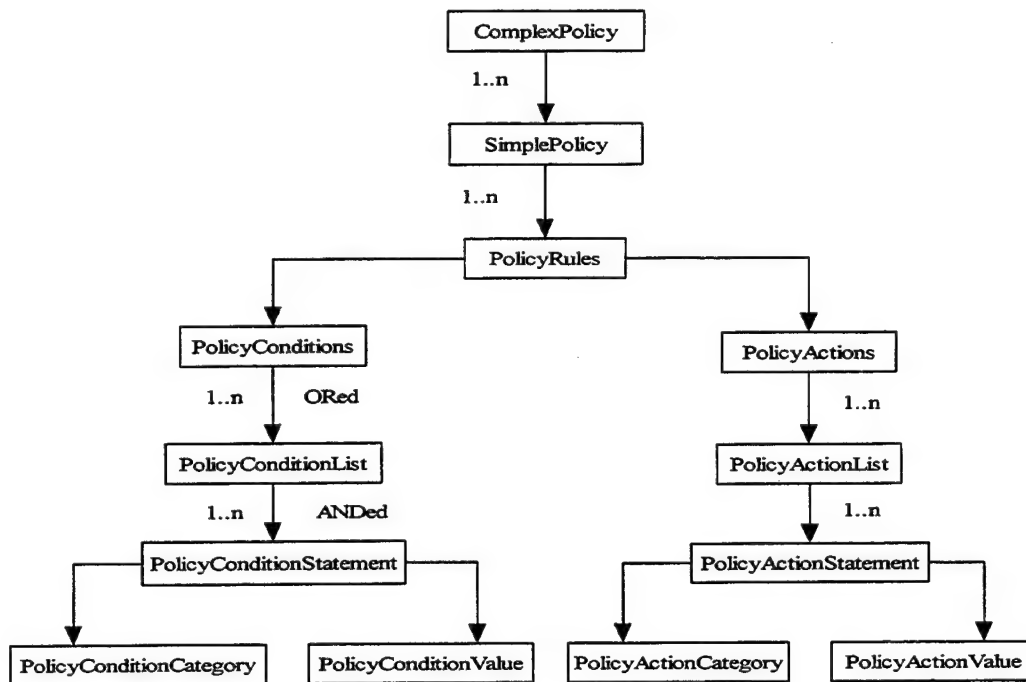 ComplexPolicy
1..n
SimplePolicy
1..n
PolicyRules
PolicyConditions
PolicyActions
1..n ORed
1..n
PolicyConditionList
PolicyActionList
1..n ANDed
1..n
PolicyConditionStatement
PolicyActionStatement
PolicyConditionCategory
PolicyConditionValue
PolicyActionCategory
PolicyActionValue